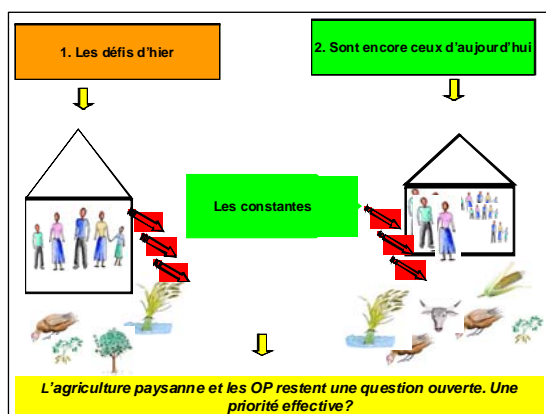 1. Les défis d'hier
2. Sont encore ceux d'aujourd'hui
Les constantes
L'agriculture paysanne et les OP restent une question ouverte. Une
priorité effective?